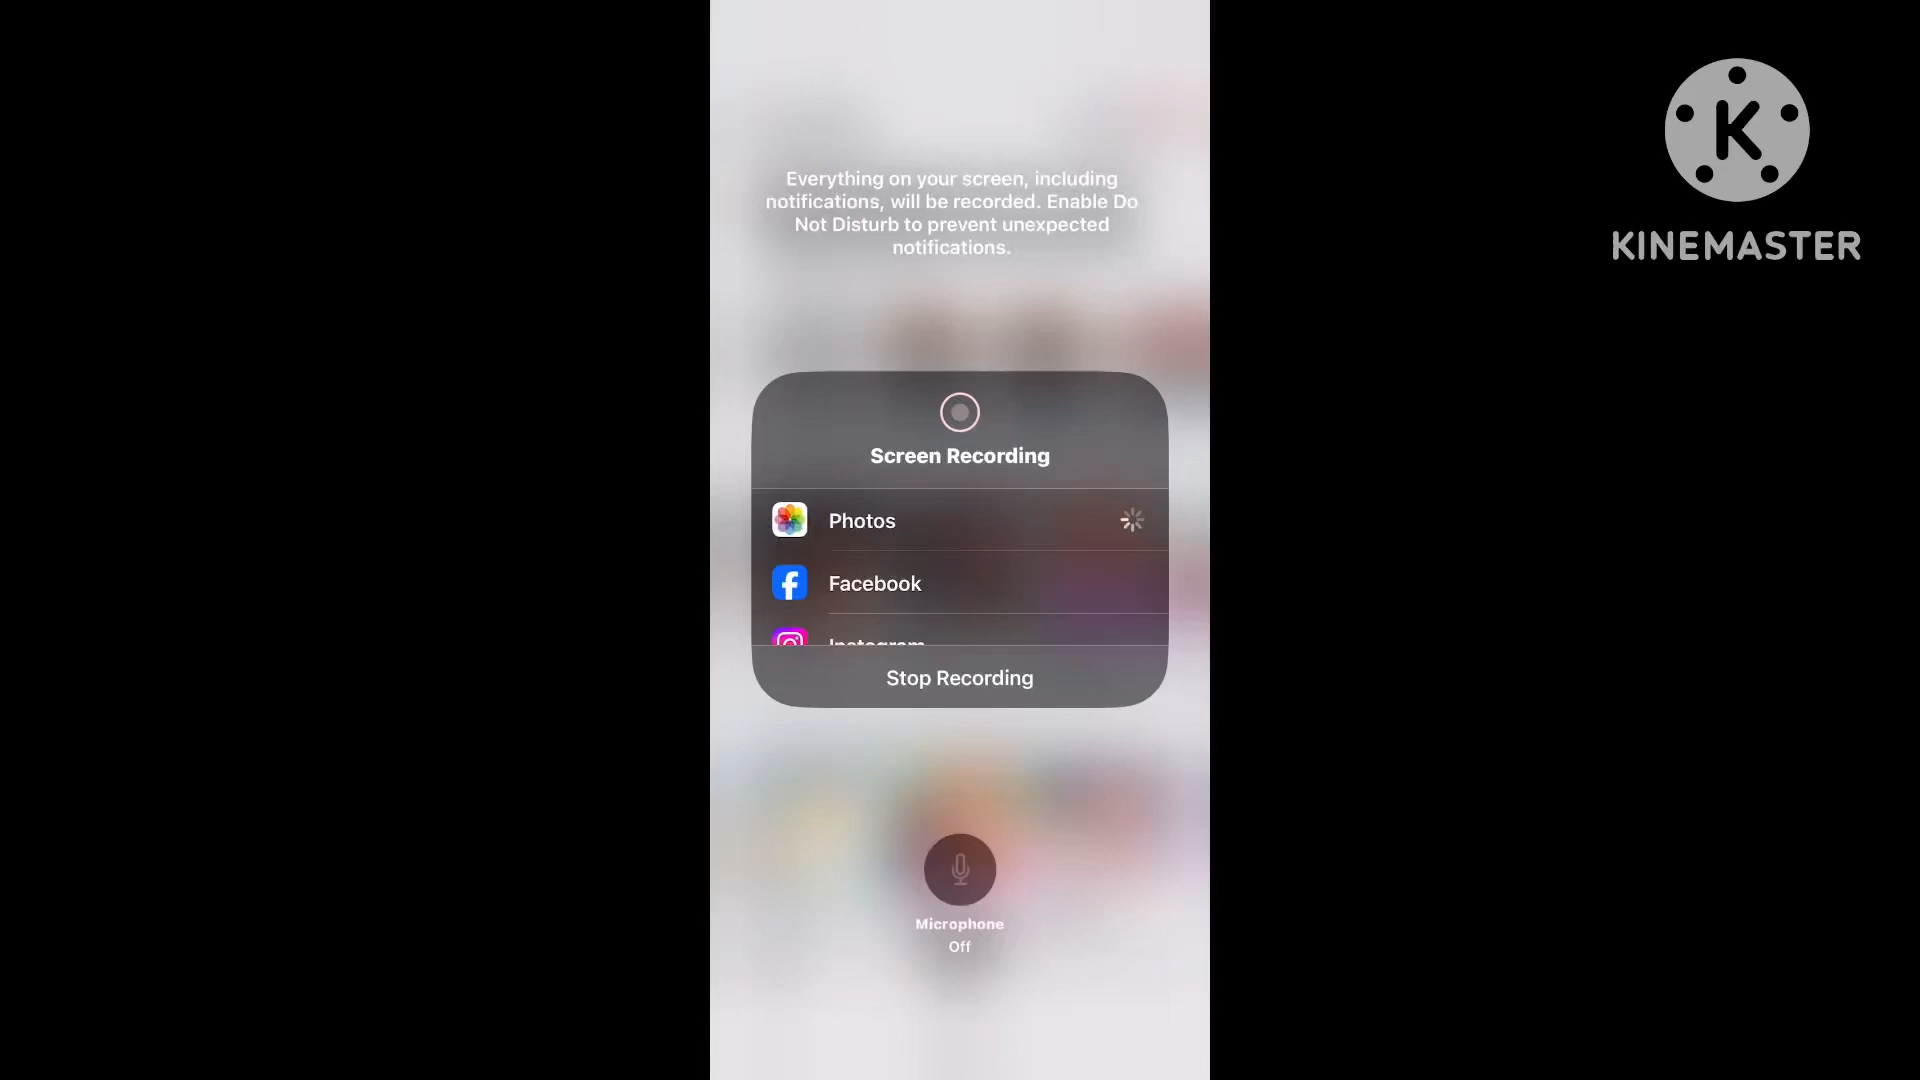 Everything on your screen, including
notifications, will be recorded. Enable Do
Not Disturb to prevent unexpected
notifications.
K
KINEMASTER
Screen Recording
Photos
Facebook
Instagram
Stop Recording
Microphone
Off